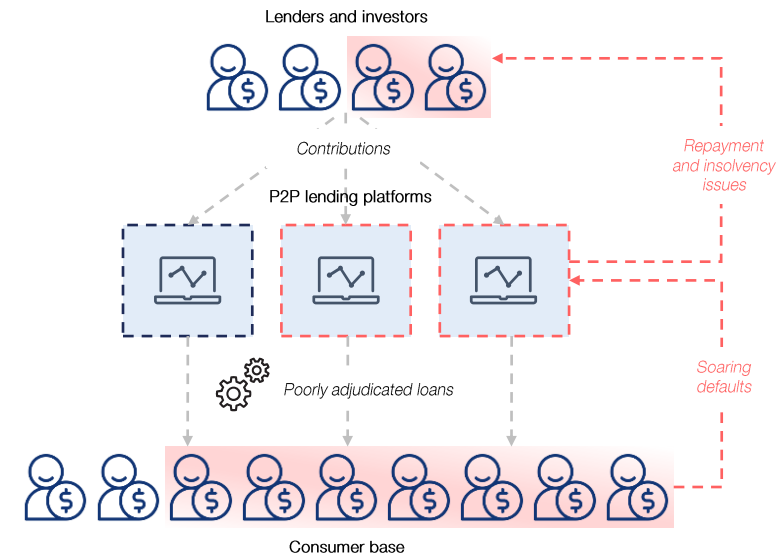 Lenders and investors
$ $ $ $
Contributions
Repayment
and insolvency
issues
P2P lending platforms
Soaring
defaults
Poorly adjudicated loans
$ $ $ $ $ $ $ $ $
Consumer base